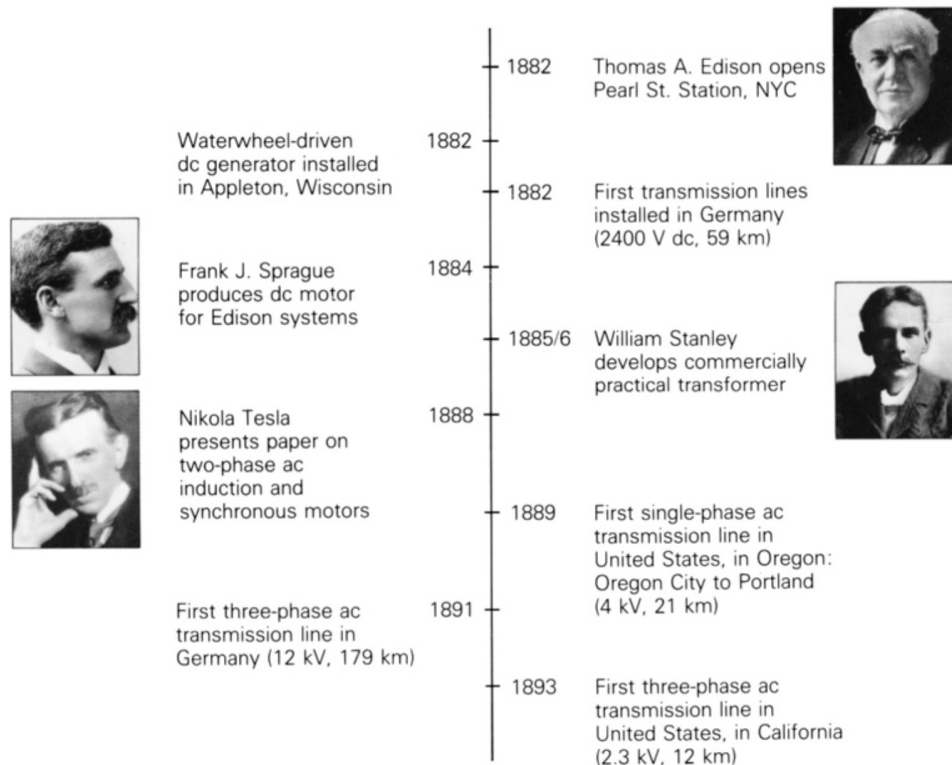 1882
Thomas A. Edison opens
Pearl St. Station, NYC
Waterwheel-driven
dc generator installed
in Appleton, Wisconsin
1882
1882
First transmission lines
installed in Germany
(2400 V dc, 59 km)
Frank J. Sprague
produces dc motor
for Edison systems
1884
1885/6
William Stanley
develops commercially
practical transformer
Nikola Tesla
presents paper on
two-phase ac
induction and
synchronous motors
1888
1889
First single-phase ac
transmission line in
United States, in Oregon:
Oregon City to Portland
(4 kV, 21 km)
First three-phase ac
transmission line in
Germany (12 kV, 179 km)
1891
1893
First three-phase ac
transmission line in
United States, in California
(2.3 kV, 12 km)